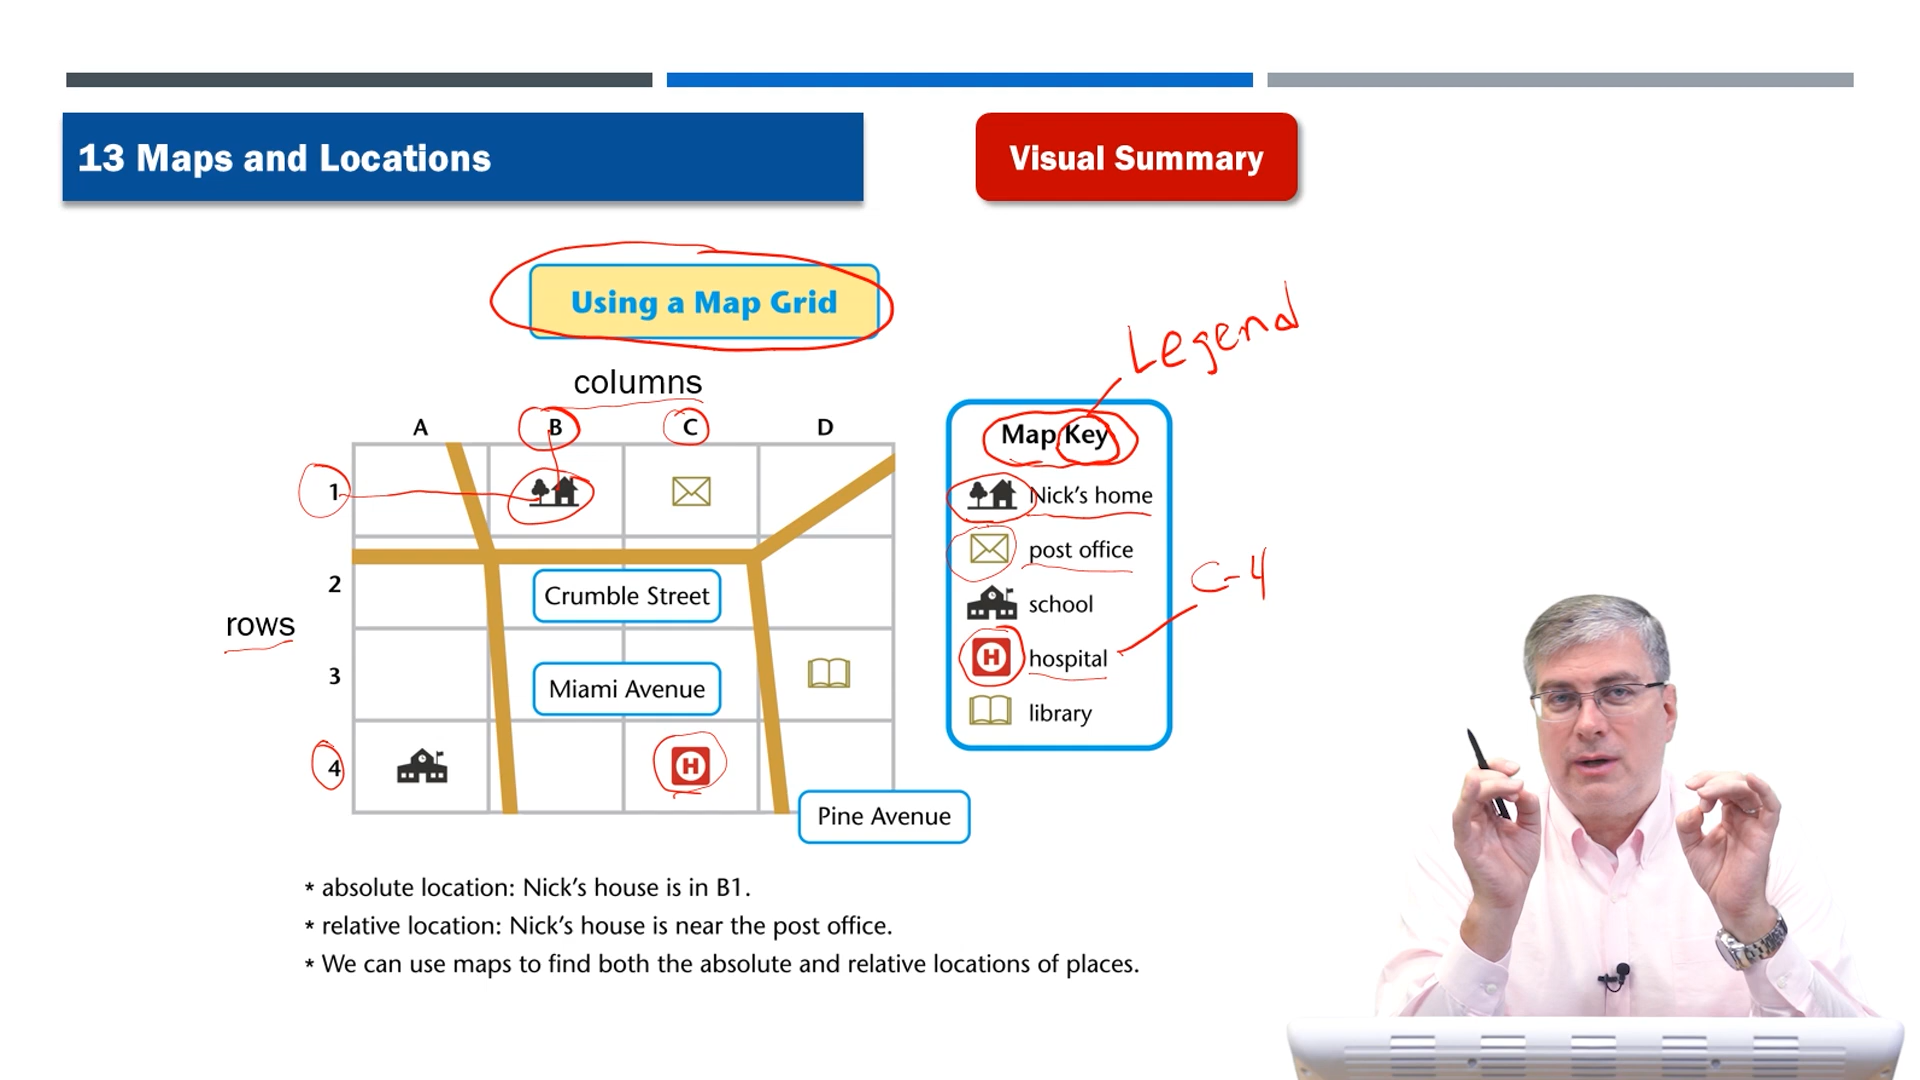 13 Maps and Locations
Visual Summary
Using a Map Grid
Legend
columns
A B C D
Map Key
1
Nick's home
post office
2
Crumble Street
school
C-4
rows
3
Miami Avenue
H hospital
library
4
H
Pine Avenue
* absolute location: Nick's house is in B1.
* relative location: Nick's house is near the post office.
* We can use maps to find both the absolute and relative locations of places.